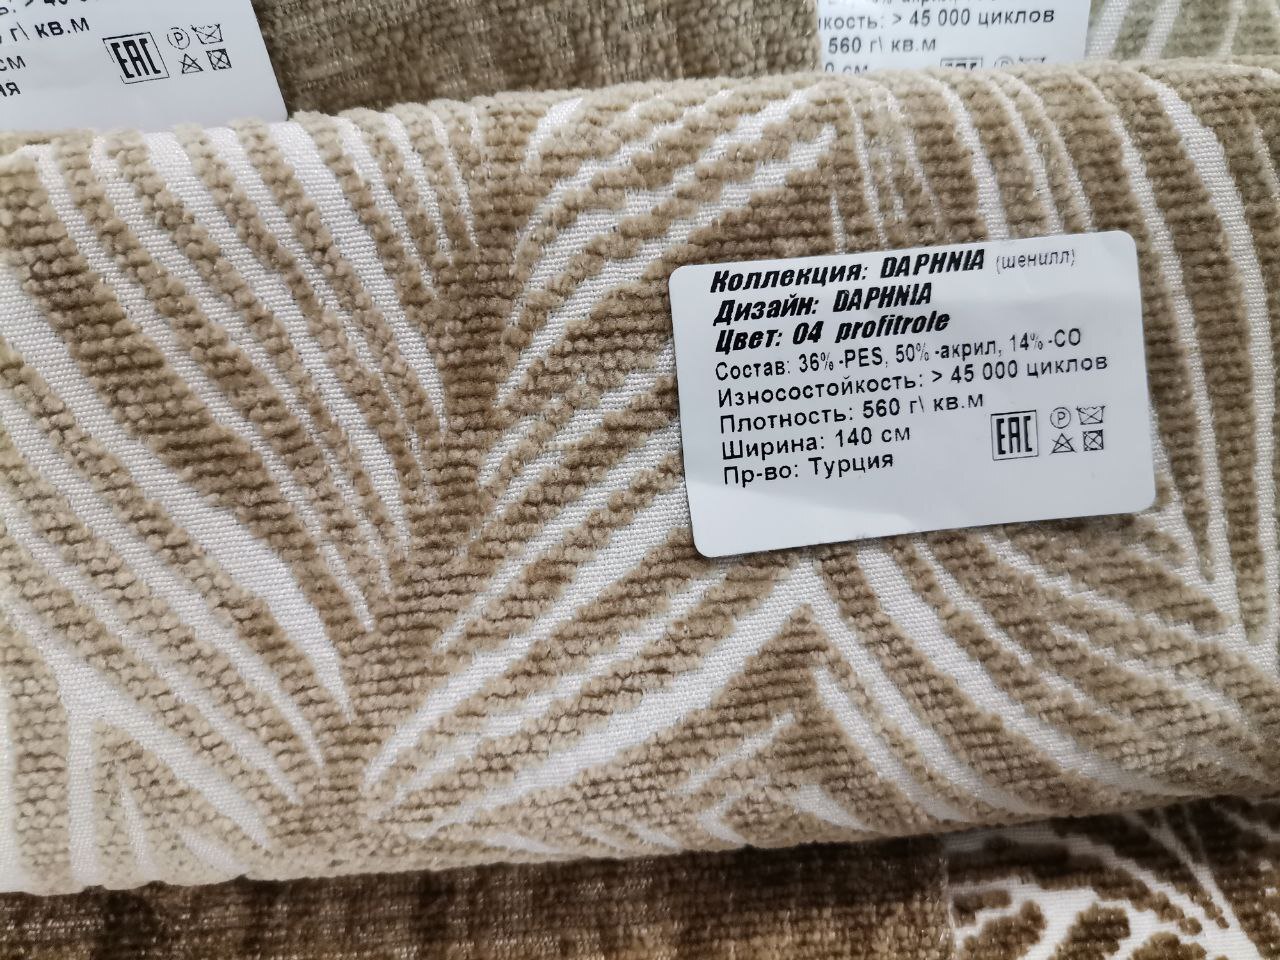 г\ кв.м
см
EAC
P
кость: > 45 000 циклов
560 г\ кв.м
см
Коллекция: DAPHNIA (шенилл)
Дизайн: DAPHNIA
Цвет: 04 profitrole
Состав: 36%-PES, 50%-акрил, 14%-CO
Износостойкость: > 45 000 циклов
Плотность: 560 г\ кв.м
Ширина: 140 см
Пр-во: Турция
EAC
P